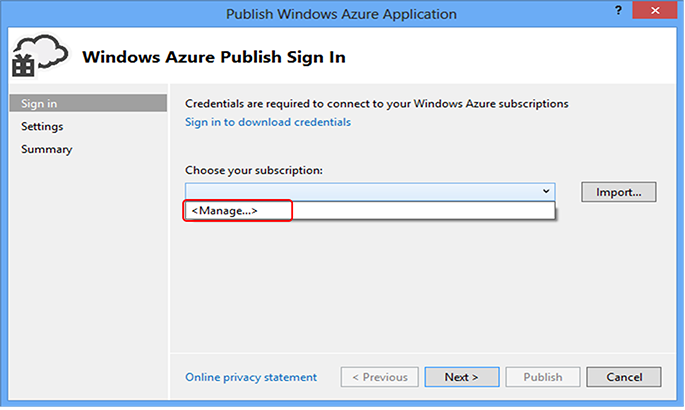 Publish Windows Azure Application
?
Windows Azure Publish Sign In
Sign in
Settings
Summary
Credentials are required to connect to your Windows Azure subscriptions
Sign in to download credentials
Choose your subscription:
Import...
<Manage...>
Online privacy statement
< Previous
Next >
Publish
Cancel